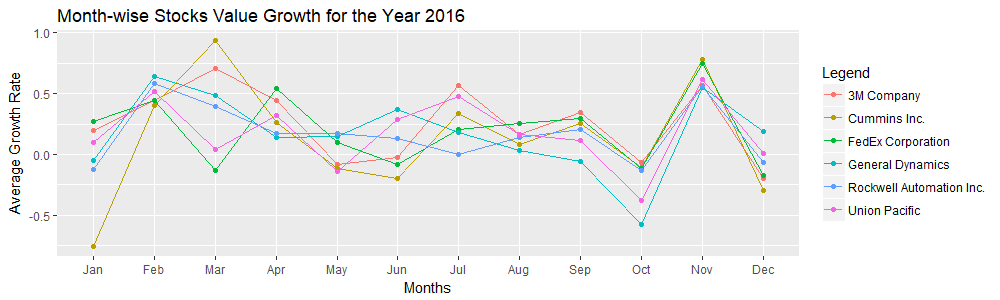 Month-wise Stocks Value Growth for the Year 2016
1.0
0.5
0.0
-0.5
Average Growth Rate
Jan Feb Mar Apr May Jun Jul Aug Sep Oct Nov Dec
Months
Legend
3M Company
Cummins Inc.
FedEx Corporation
General Dynamics
Rockwell Automation Inc.
Union Pacific